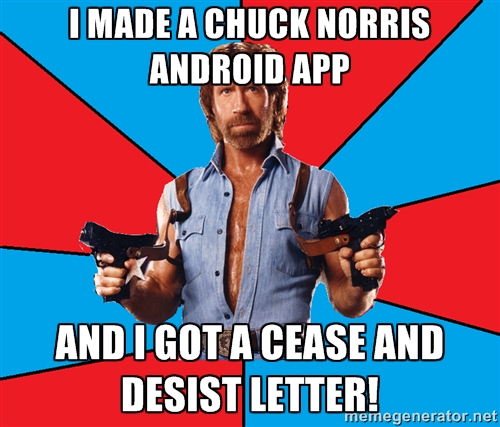 I MADE A CHUCK NORRIS
ANDROID APP
AND I GOT A CEASE AND
DESIST LETTER!
memegenerator.net